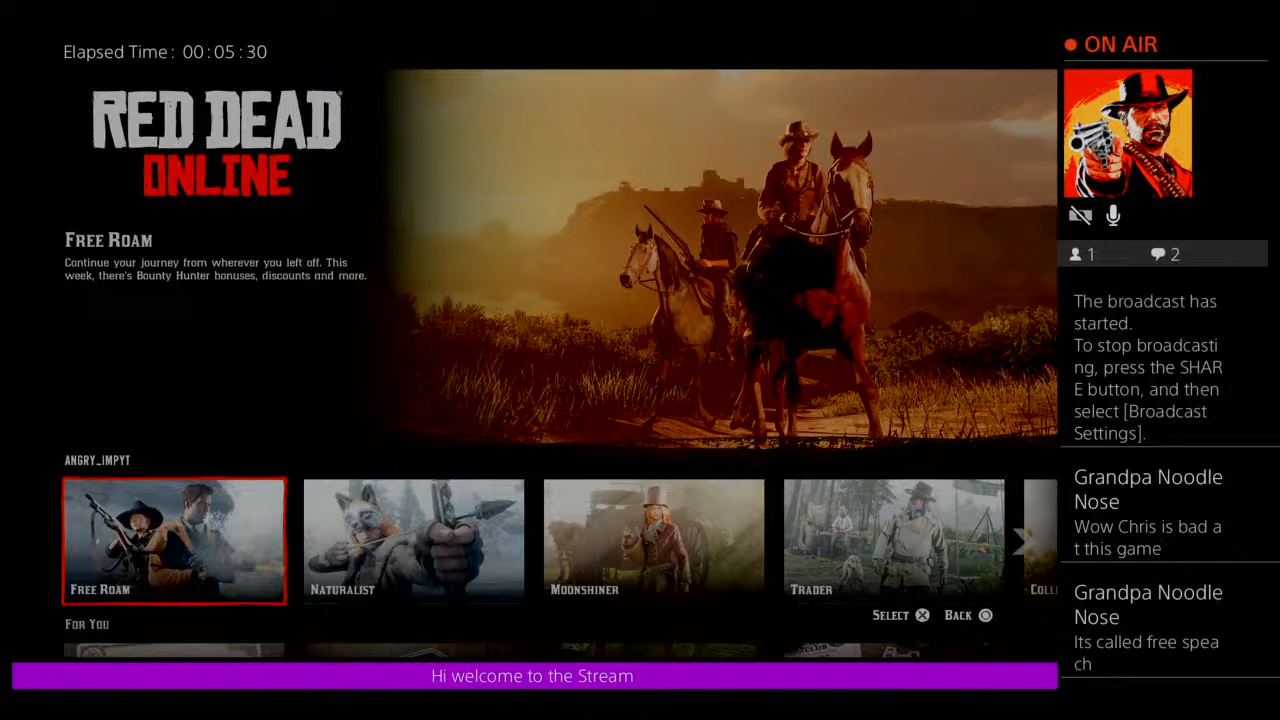 Elapsed Time: 00:05:30
ON AIR
RED DEAD
ONLINE
1
2
FREE ROAM
Continue your journey from wherever you left off. This
week, there's Bounty Hunter bonuses, discounts and more.
The broadcast has
started.
To stop broadcasti
ng, press the SHAR
E button, and then
select [Broadcast
Settings].
ANGRY_IMPYT
Grandpa Noodle
Nose
Wow Chris is bad a
t this game
FREE ROAM
NATURALIST
MOONSHINER
TRADER
COLL
Grandpa Noodle
Nose
Its called free spea
ch
SELECT
BACK
FOR YOU
Hi welcome to the Stream